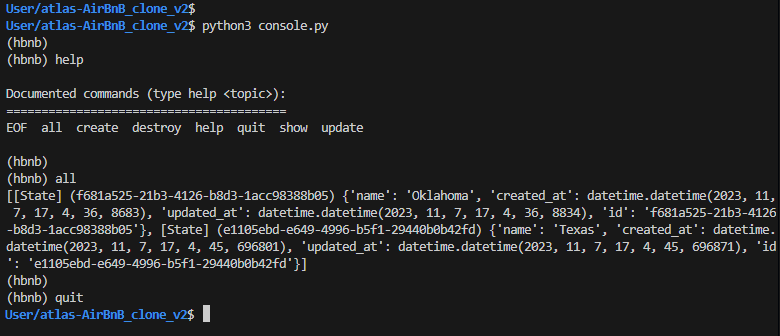 User/atlas-AirBnB_clone_v2$
User/atlas-AirBnB_clone_v2$ python3 console.py
(hbnb)
(hbnb) help
Documented commands (type help <topic>):
========================================
EOF  all  create  destroy  help  quit  show  update
(hbnb)
(hbnb) all
[[State] (f681a525-21b3-4126-b8d3-1acc98388b05) {'name': 'Oklahoma', 'created_at': datetime.datetime(2023, 11,
 7, 17, 4, 36, 8683), 'updated_at': datetime.datetime(2023, 11, 7, 17, 4, 36, 8834), 'id': 'f681a525-21b3-4126
-b8d3-1acc98388b05'}, [State] (e1105ebd-e649-4996-b5f1-29440b0b42fd) {'name': 'Texas', 'created_at': datetime.
datetime(2023, 11, 7, 17, 4, 45, 696801), 'updated_at': datetime.datetime(2023, 11, 7, 17, 4, 45, 696871), 'id
': 'e1105ebd-e649-4996-b5f1-29440b0b42fd'}]
(hbnb)
(hbnb) quit
User/atlas-AirBnB_clone_v2$